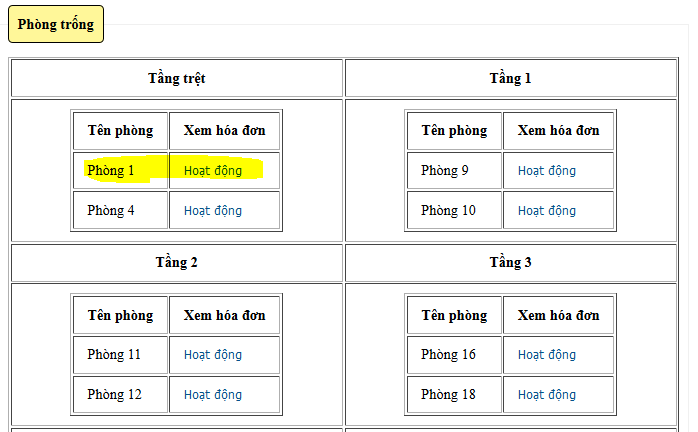 Phòng trống
Tầng trệt Tầng 1
Tên phòng Xem hóa đơn Tên phòng Xem hóa đơn
Phòng 1 Hoạt động Phòng 9 Hoạt động
Phòng 4 Hoạt động Phòng 10 Hoạt động
Tầng 2 Tầng 3
Tên phòng Xem hóa đơn Tên phòng Xem hóa đơn
Phòng 11 Hoạt động Phòng 16 Hoạt động
Phòng 12 Hoạt động Phòng 18 Hoạt động